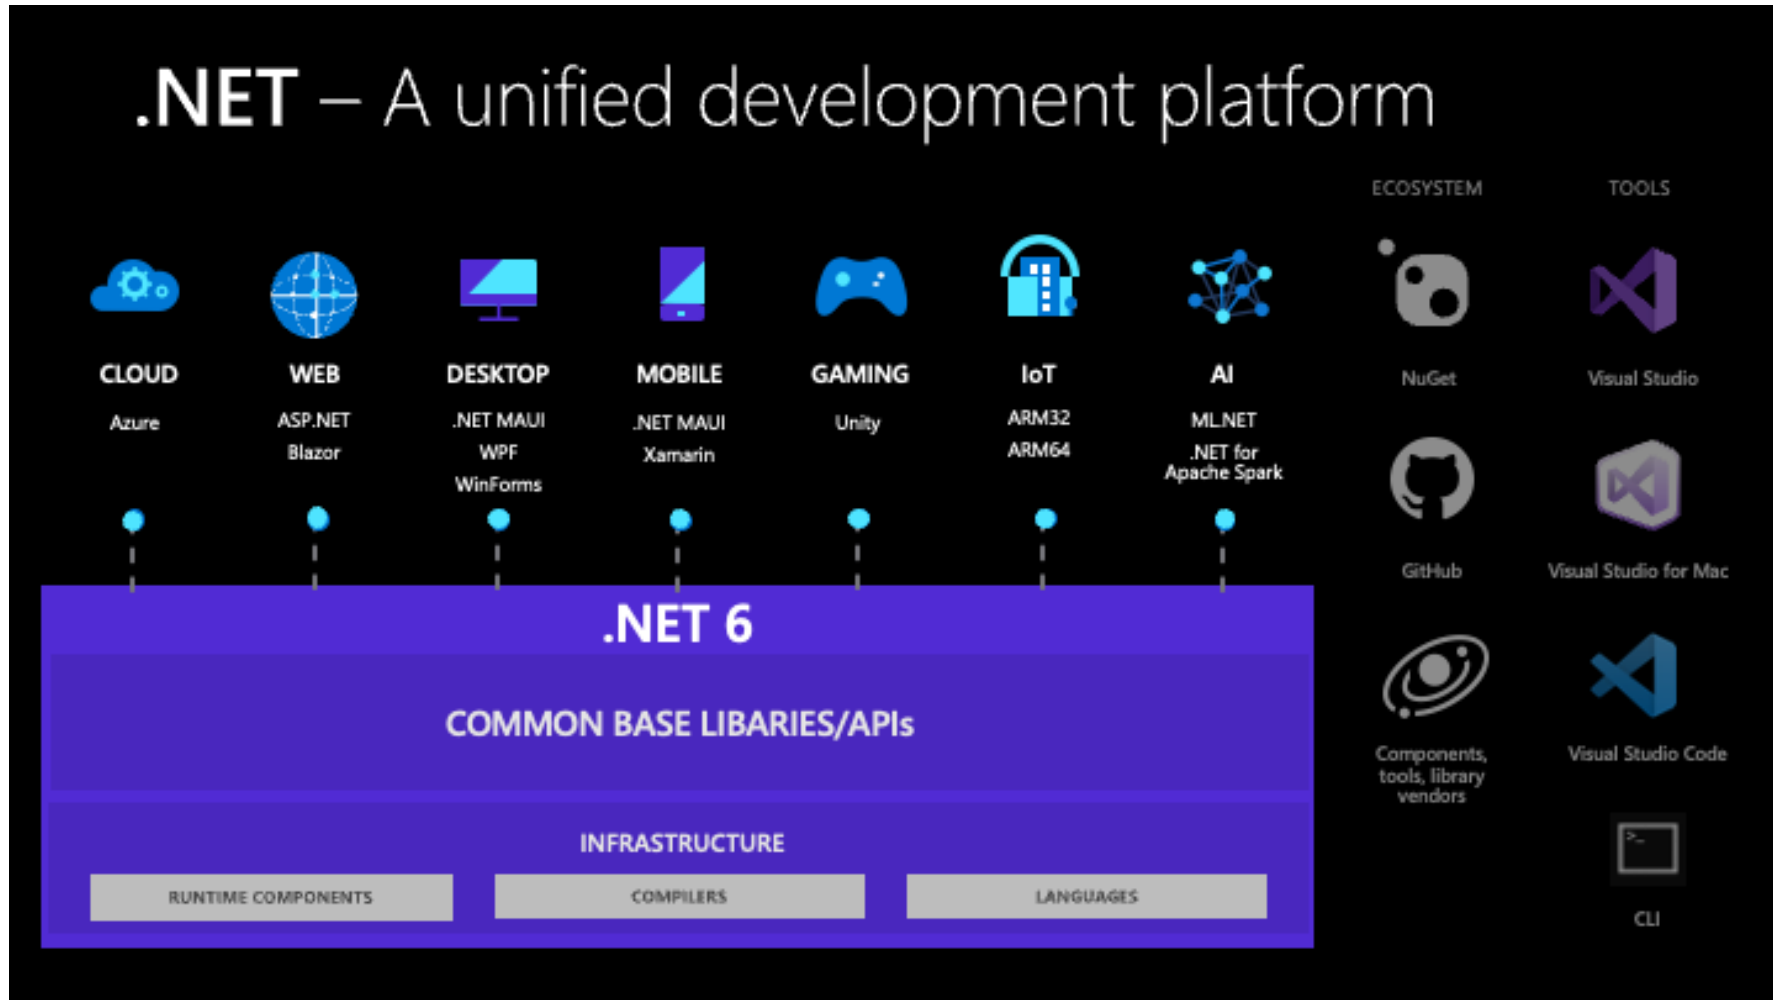 .NET – A unified development platform
ECOSYSTEM
TOOLS
CLOUD
Azure
WEB
ASP.NET
Blazor
DESKTOP
.NET MAUI
WPF
WinForms
MOBILE
.NET MAUI
Xamarin
GAMING
Unity
IoT
ARM32
ARM64
AI
ML.NET
.NET for
Apache Spark
NuGet
Visual Studio
GitHub
Visual Studio for Mac
Components,
tools, library
vendors
Visual Studio Code
>_
CLI
.NET 6
COMMON BASE LIBARIES/APIs
INFRASTRUCTURE
RUNTIME COMPONENTS
COMPILERS
LANGUAGES